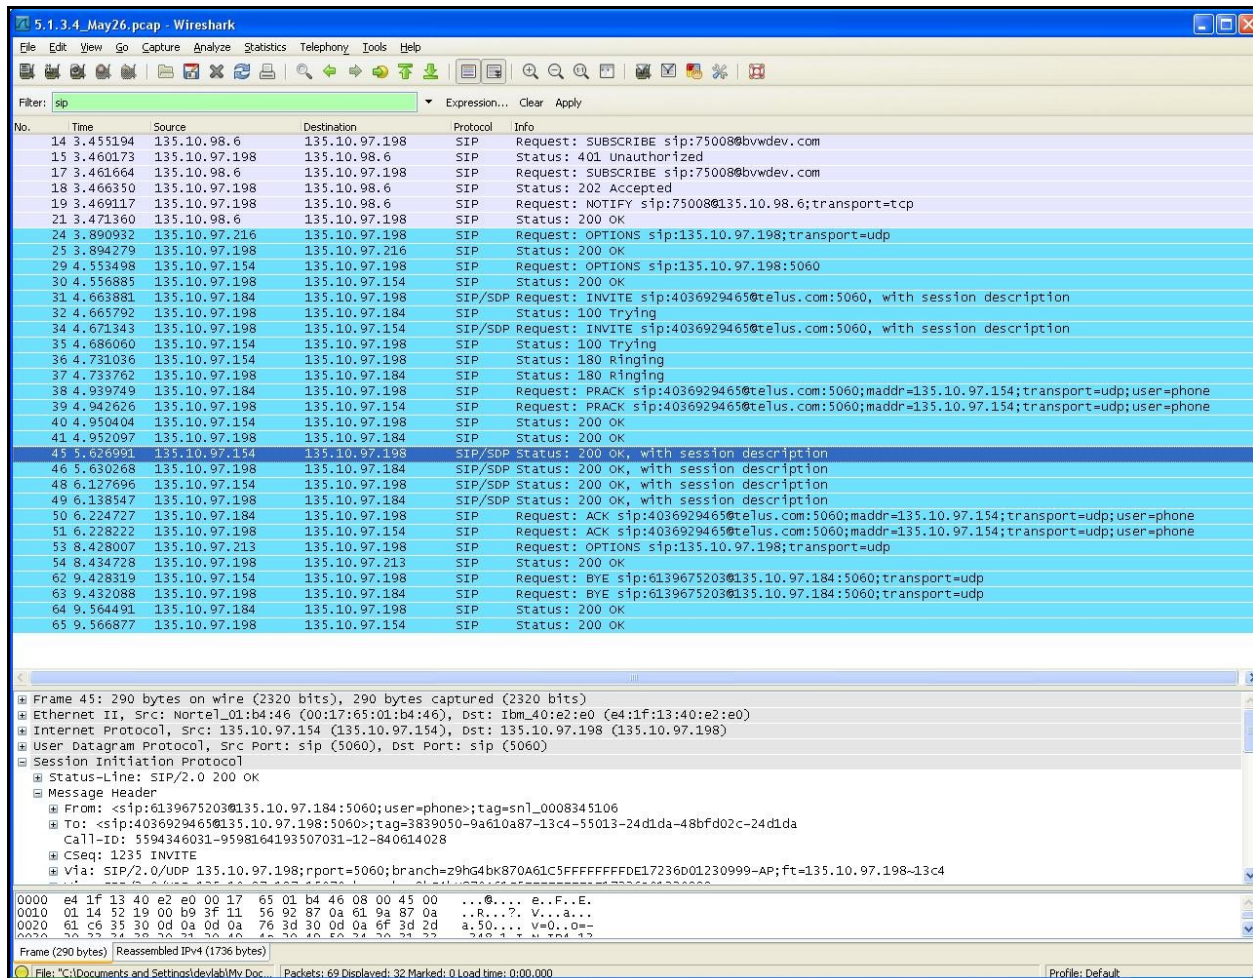 5.1.3.4_May26.pcap - Wireshark
File Edit View Go Capture Analyze Statistics Telephony Tools Help
Filter: sip Expression... Clear Apply
No. Time Source Destination Protocol Info
14 3.455194 135.10.98.6 135.10.97.198 SIP Request: SUBSCRIBE sip:75008@bvwdev.com
15 3.460173 135.10.97.198 135.10.98.6 SIP Status: 401 Unauthorized
17 3.461664 135.10.98.6 135.10.97.198 SIP Request: SUBSCRIBE sip:75008@bvwdev.com
18 3.466350 135.10.97.198 135.10.98.6 SIP Status: 202 Accepted
19 3.469117 135.10.97.198 135.10.98.6 SIP Request: NOTIFY sip:75008@135.10.98.6;transport=tcp
21 3.471360 135.10.98.6 135.10.97.198 SIP Status: 200 OK
24 3.890932 135.10.97.216 135.10.97.198 SIP Request: OPTIONS sip:135.10.97.198;transport=udp
25 3.894279 135.10.97.198 135.10.97.216 SIP Status: 200 OK
29 4.553498 135.10.97.154 135.10.97.198 SIP Request: OPTIONS sip:135.10.97.198:5060
30 4.556885 135.10.97.198 135.10.97.154 SIP Status: 200 OK
31 4.663881 135.10.97.184 135.10.97.198 SIP/SDP Request: INVITE sip:4036929465@telus.com:5060, with session description
32 4.665792 135.10.97.198 135.10.97.184 SIP Status: 100 Trying
34 4.671343 135.10.97.198 135.10.97.154 SIP/SDP Request: INVITE sip:4036929465@telus.com:5060, with session description
35 4.686060 135.10.97.154 135.10.97.198 SIP Status: 100 Trying
36 4.731036 135.10.97.154 135.10.97.198 SIP Status: 180 Ringing
37 4.733762 135.10.97.198 135.10.97.184 SIP Status: 180 Ringing
38 4.939749 135.10.97.184 135.10.97.198 SIP Request: PRACK sip:4036929465@telus.com:5060;maddr=135.10.97.154;transport=udp;user=phone
39 4.942626 135.10.97.198 135.10.97.154 SIP Request: PRACK sip:4036929465@telus.com:5060;maddr=135.10.97.154;transport=udp;user=phone
40 4.950404 135.10.97.154 135.10.97.198 SIP Status: 200 OK
41 4.952097 135.10.97.198 135.10.97.184 SIP Status: 200 OK
45 5.626991 135.10.97.154 135.10.97.198 SIP/SDP Status: 200 OK, with session description
46 5.630268 135.10.97.198 135.10.97.184 SIP/SDP Status: 200 OK, with session description
48 6.127696 135.10.97.154 135.10.97.198 SIP/SDP Status: 200 OK, with session description
49 6.138547 135.10.97.198 135.10.97.184 SIP/SDP Status: 200 OK, with session description
50 6.224727 135.10.97.184 135.10.97.198 SIP Request: ACK sip:4036929465@telus.com:5060;maddr=135.10.97.154;transport=udp;user=phone
51 6.228222 135.10.97.198 135.10.97.154 SIP Request: ACK sip:4036929465@telus.com:5060;maddr=135.10.97.154;transport=udp;user=phone
53 8.428007 135.10.97.213 135.10.97.198 SIP Request: OPTIONS sip:135.10.97.198;transport=udp
54 8.434728 135.10.97.198 135.10.97.213 SIP Status: 200 OK
62 9.428319 135.10.97.154 135.10.97.198 SIP Request: BYE sip:6139675203@135.10.97.184:5060;transport=udp
63 9.432088 135.10.97.198 135.10.97.184 SIP Request: BYE sip:6139675203@135.10.97.184:5060;transport=udp
64 9.564491 135.10.97.184 135.10.97.198 SIP Status: 200 OK
65 9.566877 135.10.97.198 135.10.97.154 SIP Status: 200 OK
Frame 45: 290 bytes on wire (2320 bits), 290 bytes captured (2320 bits)
Ethernet II, Src: Nortel_01:b4:46 (00:17:65:01:b4:46), Dst: Ibm_40:e2:e0 (e4:1f:13:40:e2:e0)
Internet Protocol, Src: 135.10.97.154 (135.10.97.154), Dst: 135.10.97.198 (135.10.97.198)
User Datagram Protocol, Src Port: sip (5060), Dst Port: sip (5060)
Session Initiation Protocol
Status-Line: SIP/2.0 200 OK
Message Header
From: <sip:6139675203@135.10.97.184:5060;user=phone>;tag=snl_0008345106
To: <sip:4036929465@135.10.97.198:5060>;tag=3839050-9a610a87-13c4-55013-24d1da-48bfd02c-24d1da
Call-ID: 5594346031-9598164193507031-12-840614028
CSeq: 1235 INVITE
Via: SIP/2.0/UDP 135.10.97.198;rport=5060;branch=z9hG4bK870A61C5FFFFFFFFDE17236D01230999-AP;ft=135.10.97.198~13c4
0000 e4 1f 13 40 e2 e0 00 17 65 01 b4 46 08 00 45 00 ...@.... e..F..E.
0010 01 14 52 19 00 b9 3f 11 56 92 87 0a 61 9a 87 0a ..R...?. V...a...
0020 61 c6 35 30 0d 0a 0d 0a 76 3d 30 0d 0a 6f 3d 2d a.50.... v=0..o=-
Frame (290 bytes) Reassembled IPv4 (1736 bytes)
File: "C:\Documents and Settings\devlab\My Doc... Packets: 69 Displayed: 32 Marked: 0 Load time: 0:00.000 Profile: Default